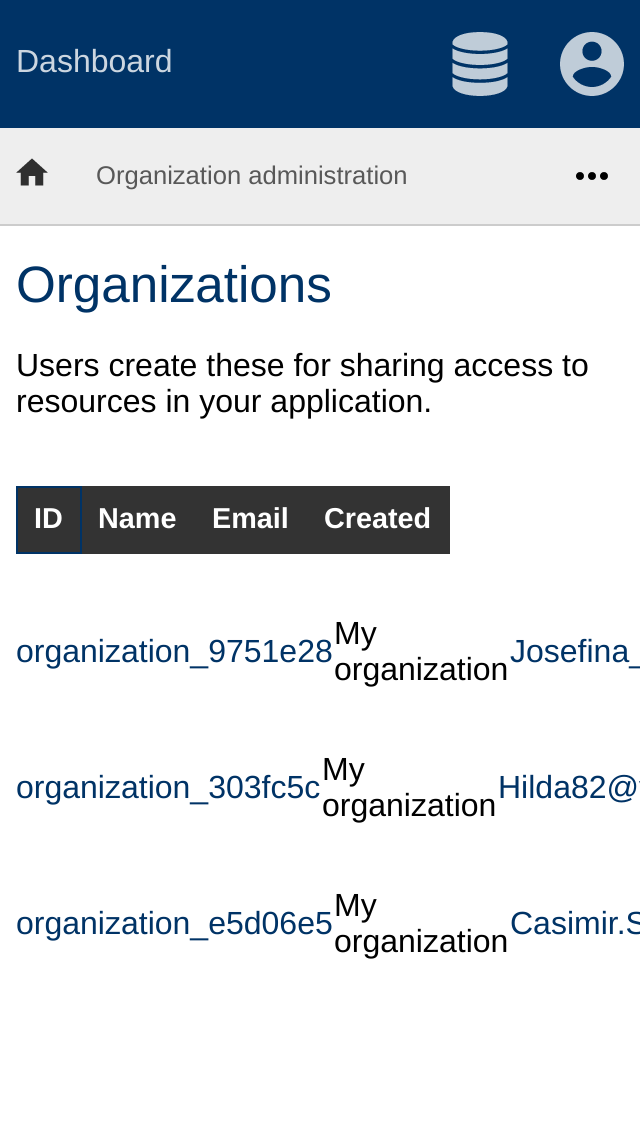 Dashboard
Organization administration
Organizations
Users create these for sharing access to
resources in your application.
ID Name Email Created
organization_9751e28 My organization Josefina_
organization_303fc5c My organization Hilda82@
organization_e5d06e5 My organization Casimir.S